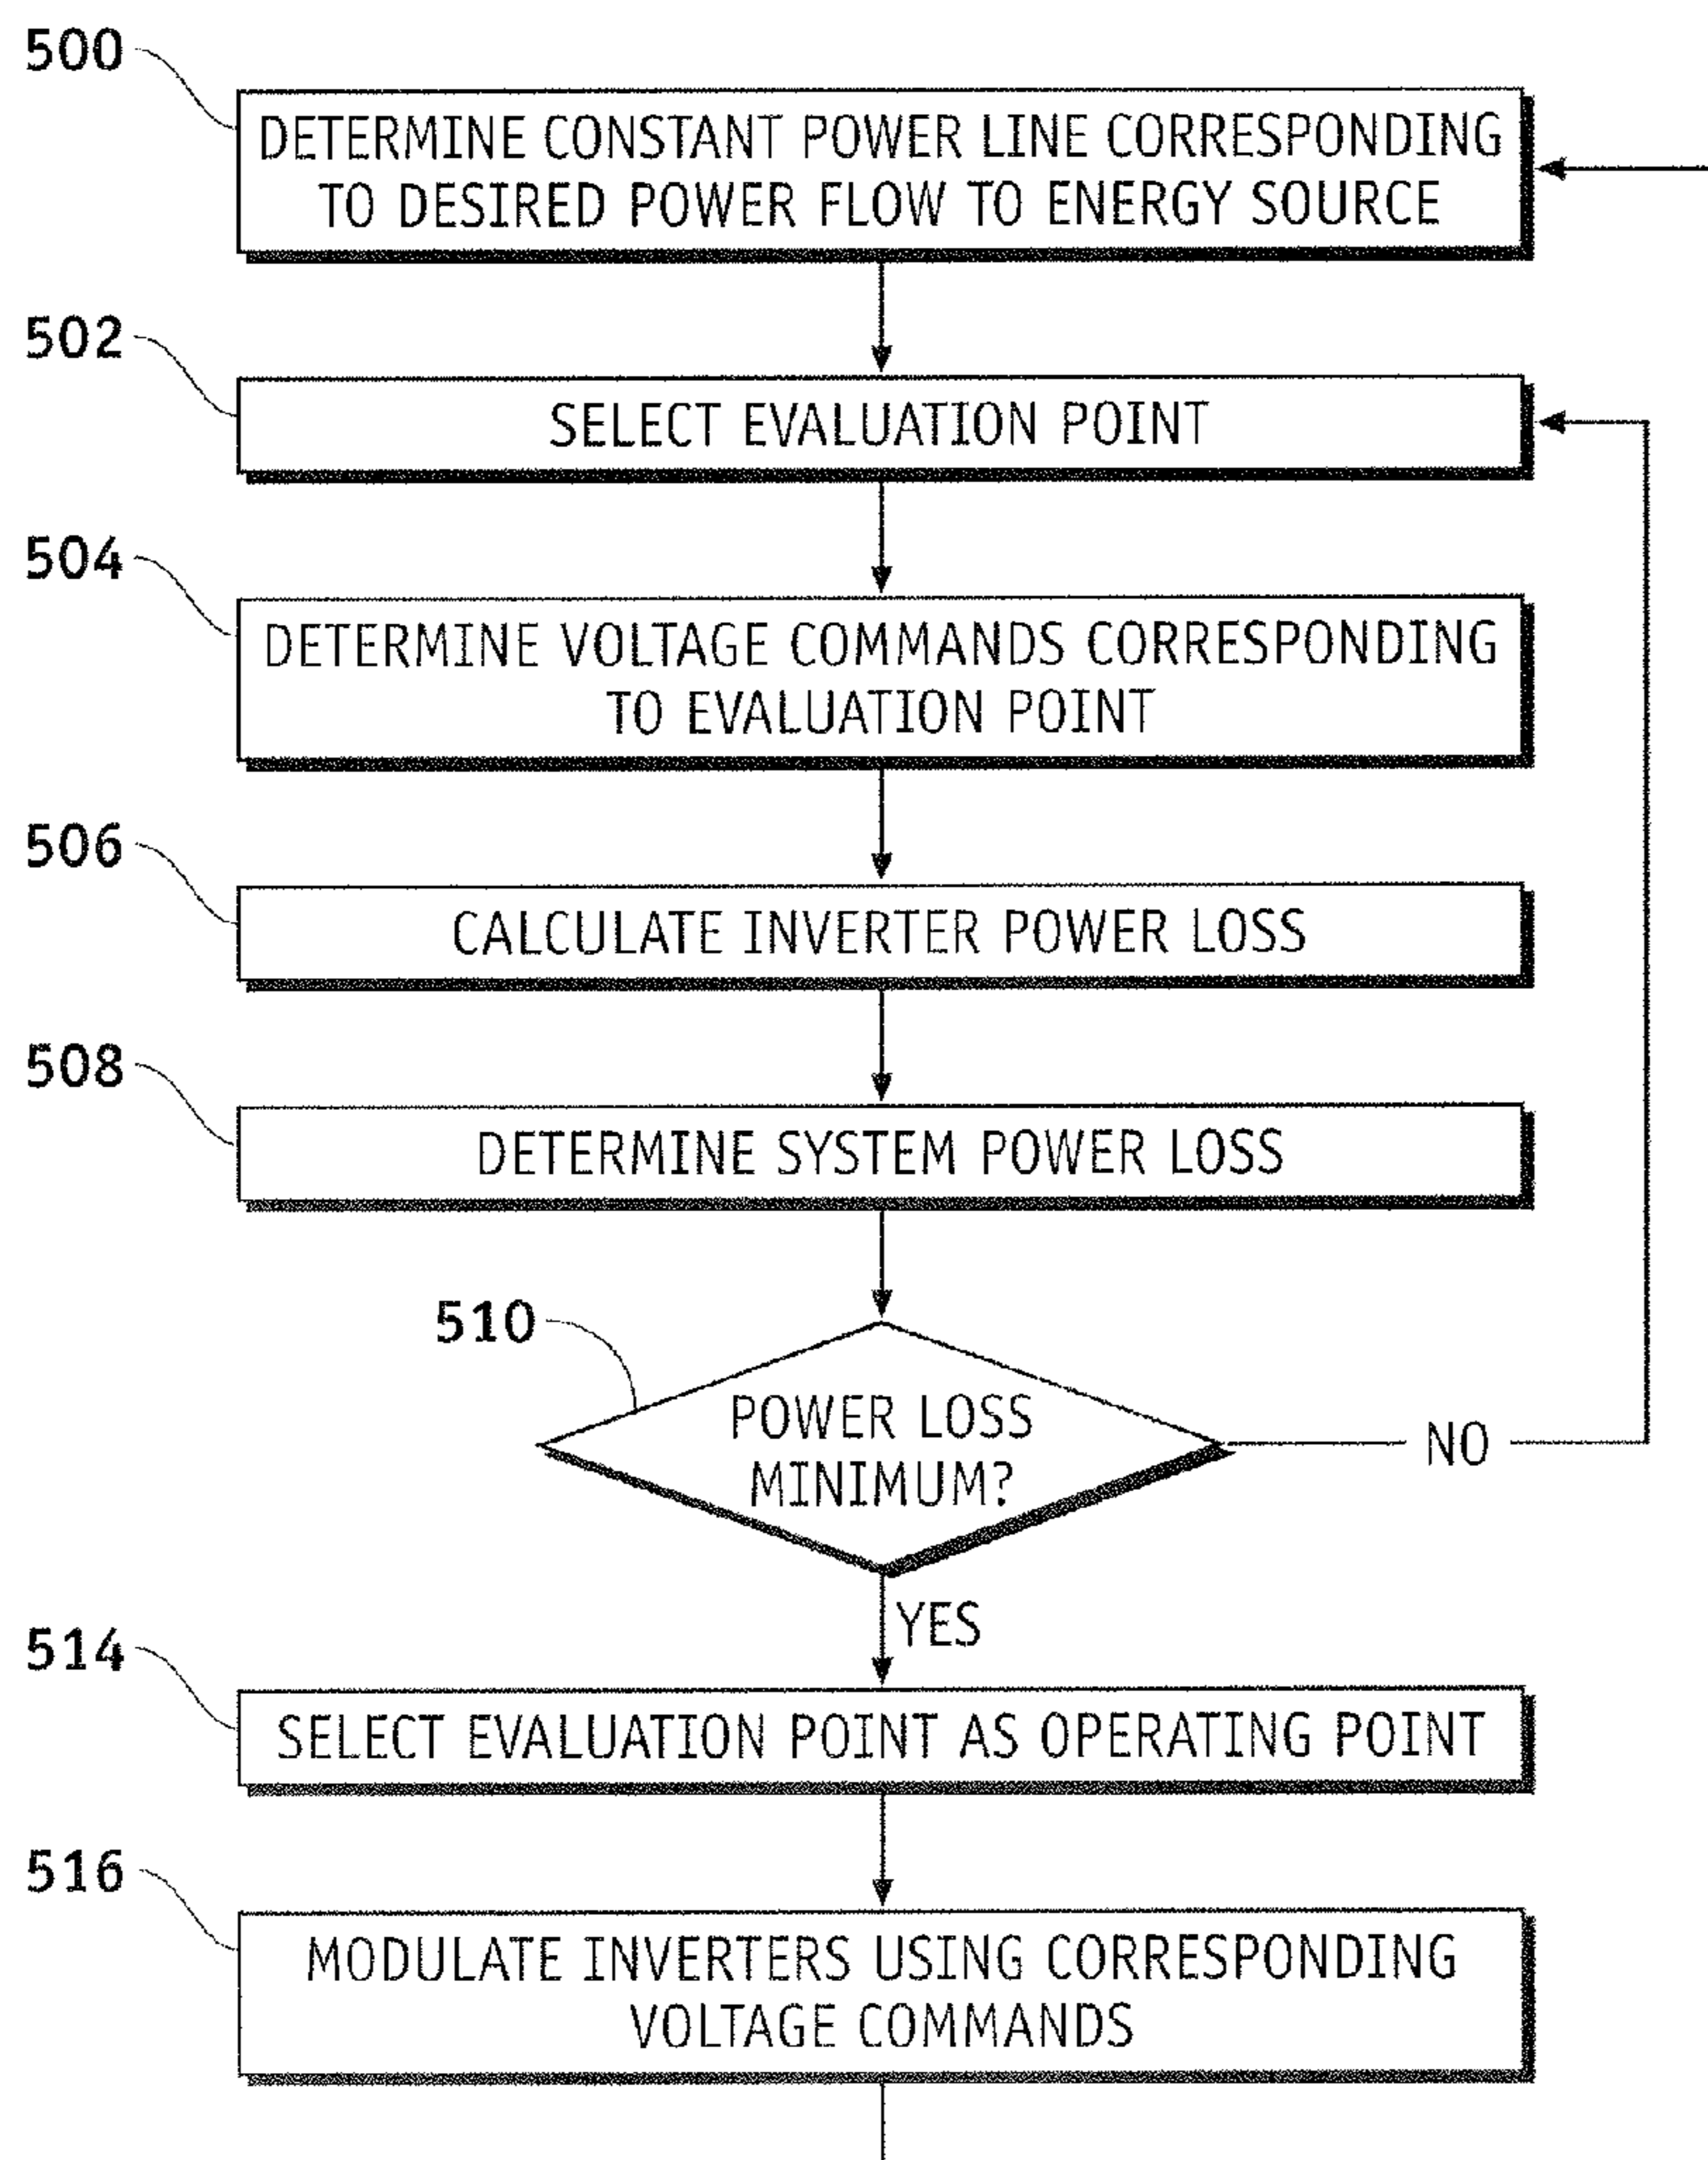 500
DETERMINE CONSTANT POWER LINE CORRESPONDING
TO DESIRED POWER FLOW TO ENERGY SOURCE
502
SELECT EVALUATION POINT
504
DETERMINE VOLTAGE COMMANDS CORRESPONDING
TO EVALUATION POINT
506
CALCULATE INVERTER POWER LOSS
508
DETERMINE SYSTEM POWER LOSS
510
POWER LOSS
MINIMUM?
NO
YES
514
SELECT EVALUATION POINT AS OPERATING POINT
516
MODULATE INVERTERS USING CORRESPONDING
VOLTAGE COMMANDS